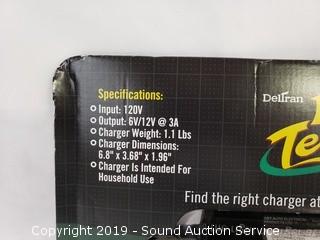 Specifications:
Input: 120V
Output: 6V/12V @ 3A
Charger Weight: 1.1 Lbs
Charger Dimensions:
6.8" x 3.68" x 1.96"
Charger Is Intended For
Household Use
Deltran
Te
Find the right charger at
Copyright 2019 - Sound Auction Service